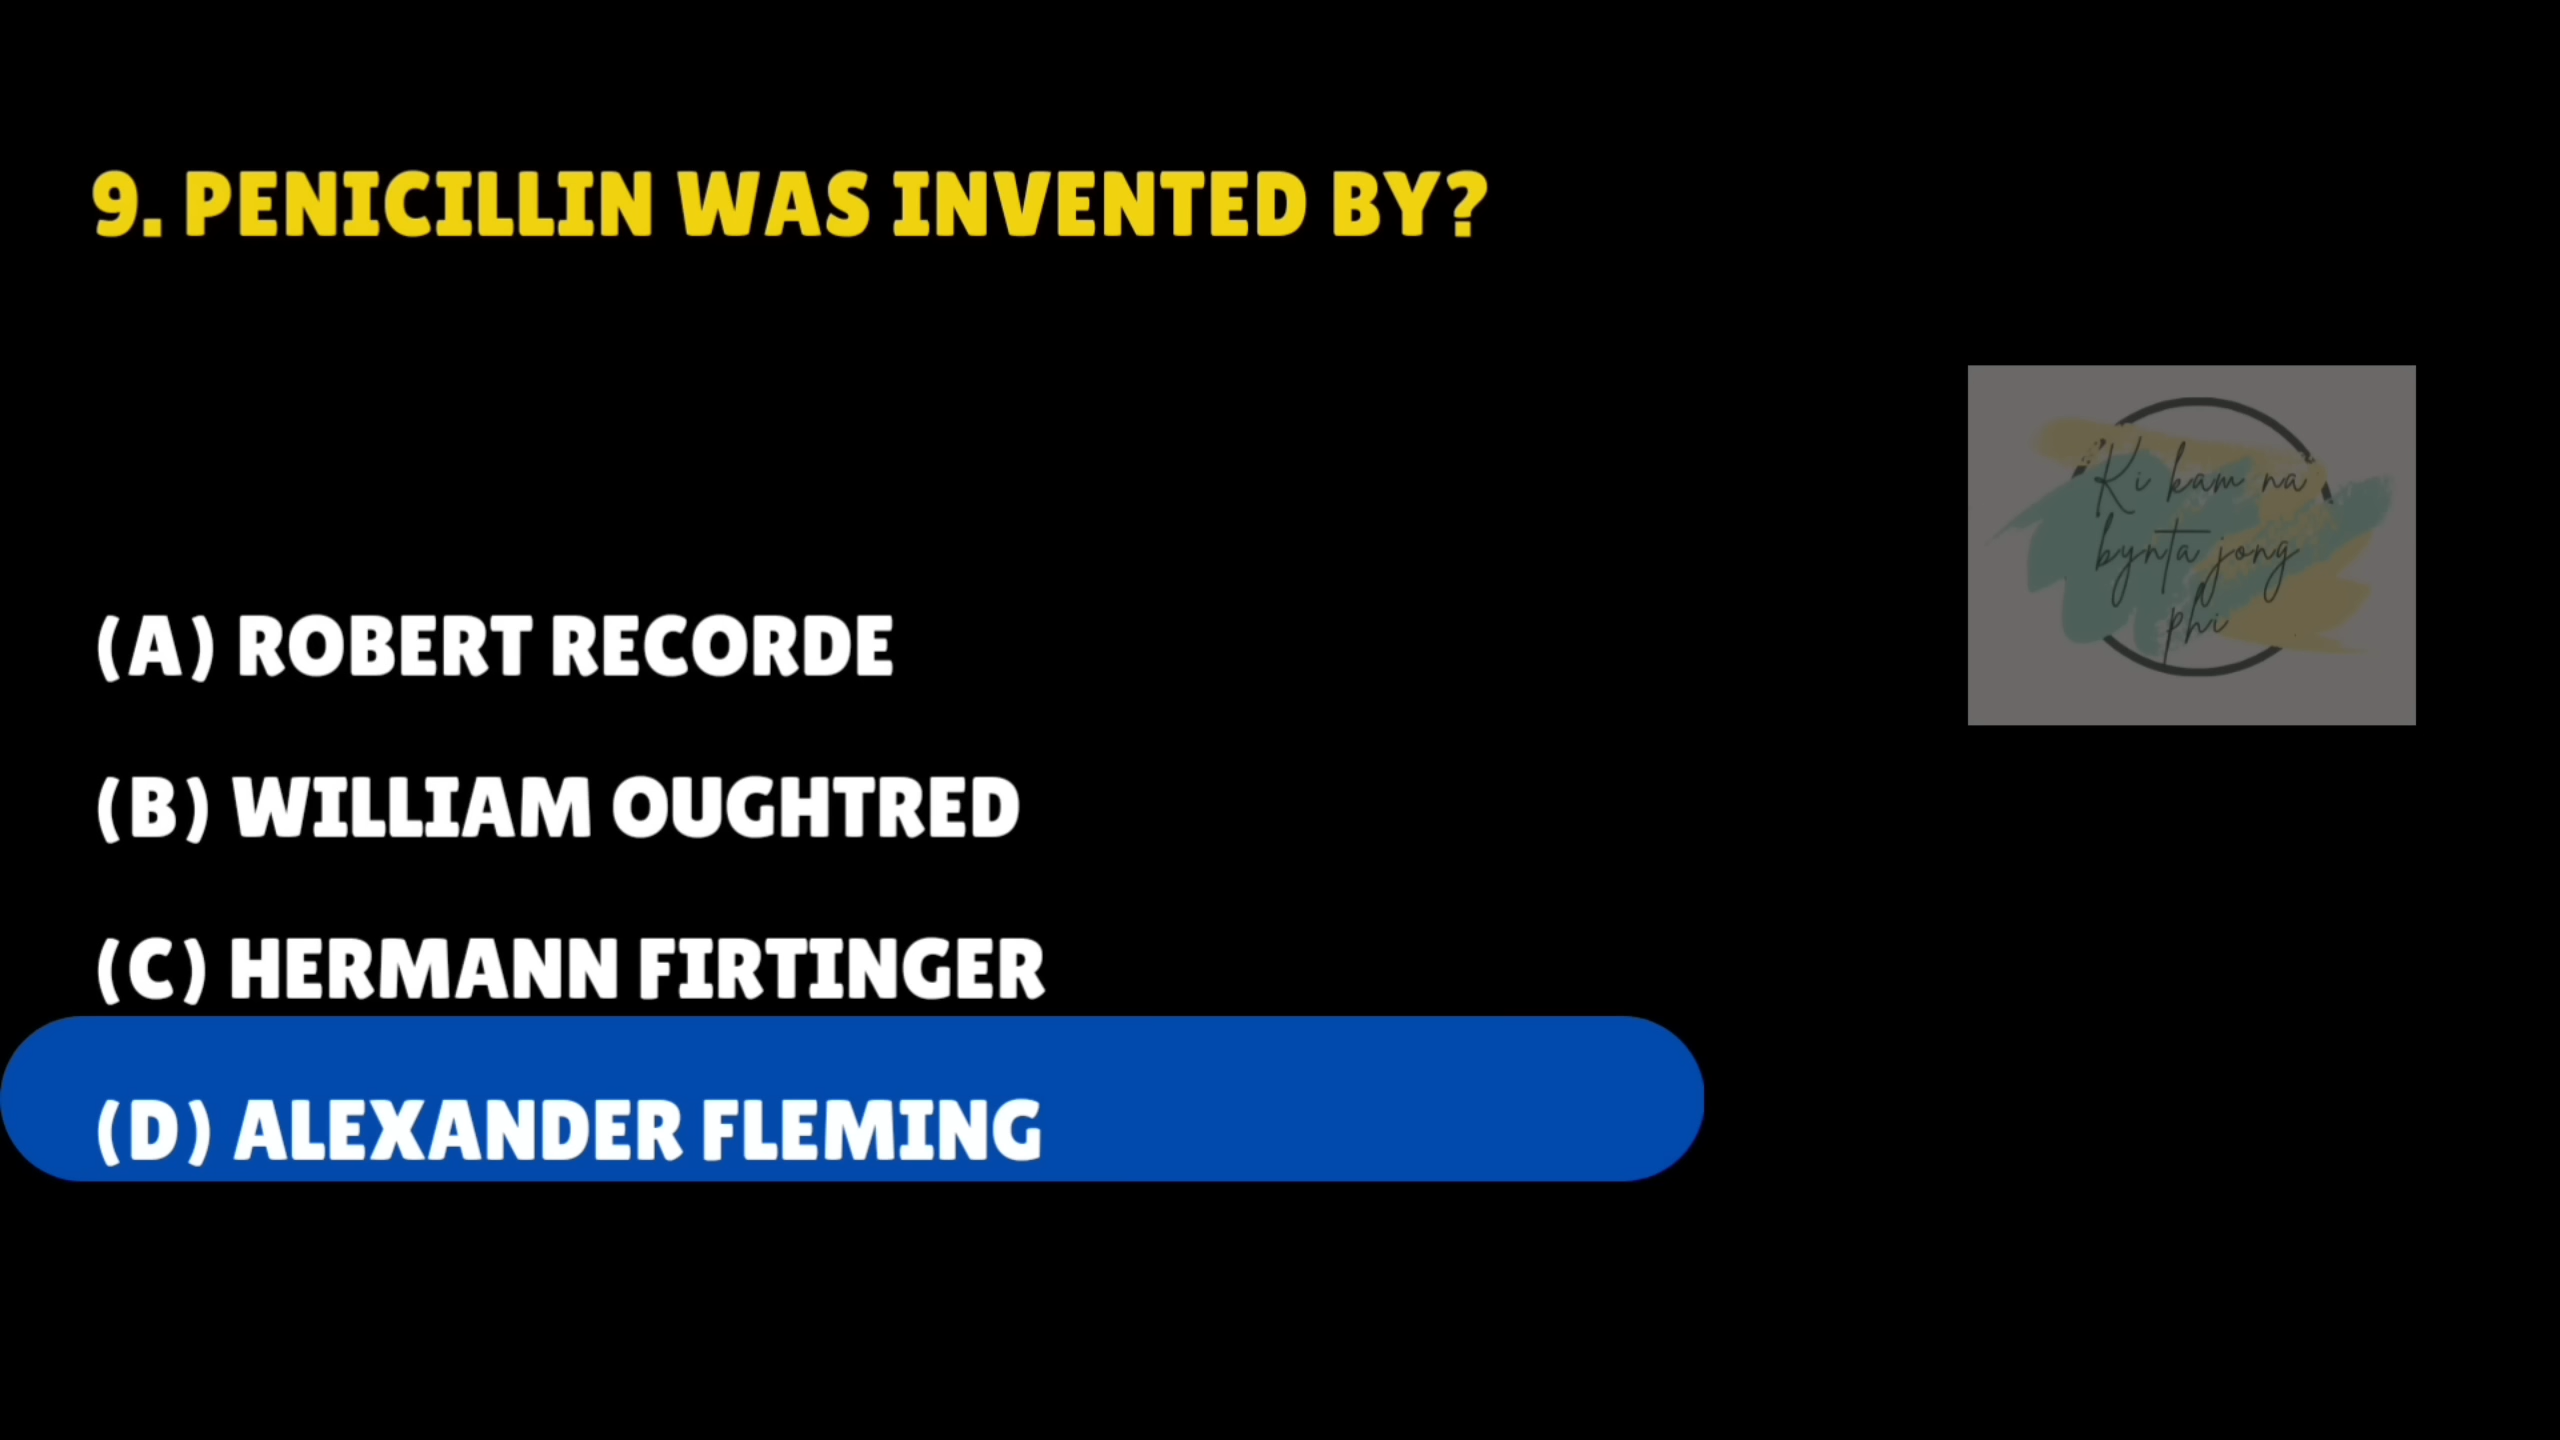 9. PENICILLIN WAS INVENTED BY?
Ki kam na
bynta jong
phi
(A) ROBERT RECORDE
(B) WILLIAM OUGHTRED
(C) HERMANN FIRTINGER
(D) ALEXANDER FLEMING